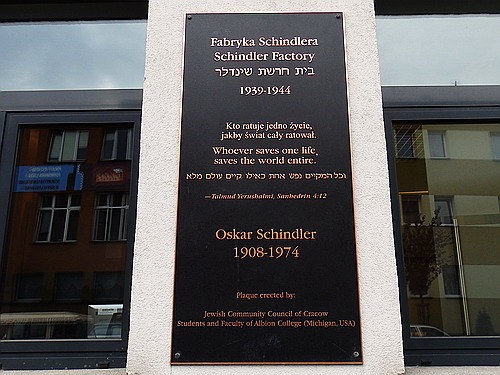 Fabryka Schindlera
Schindler Factory
בית חרשת שינדלר
1939-1944
Kto ratuje jedno życie,
jakby świat cały ratował.
Whoever saves one life,
saves the world entire.
וכל המקיים נפש אחת כאילו קיים עולם מלא
—Talmud Yerushalmi, Sanhedrin 4:12
Oskar Schindler
1908-1974
Plaque erected by:
Jewish Community Council of Cracow
Students and Faculty of Albion College (Michigan, USA)